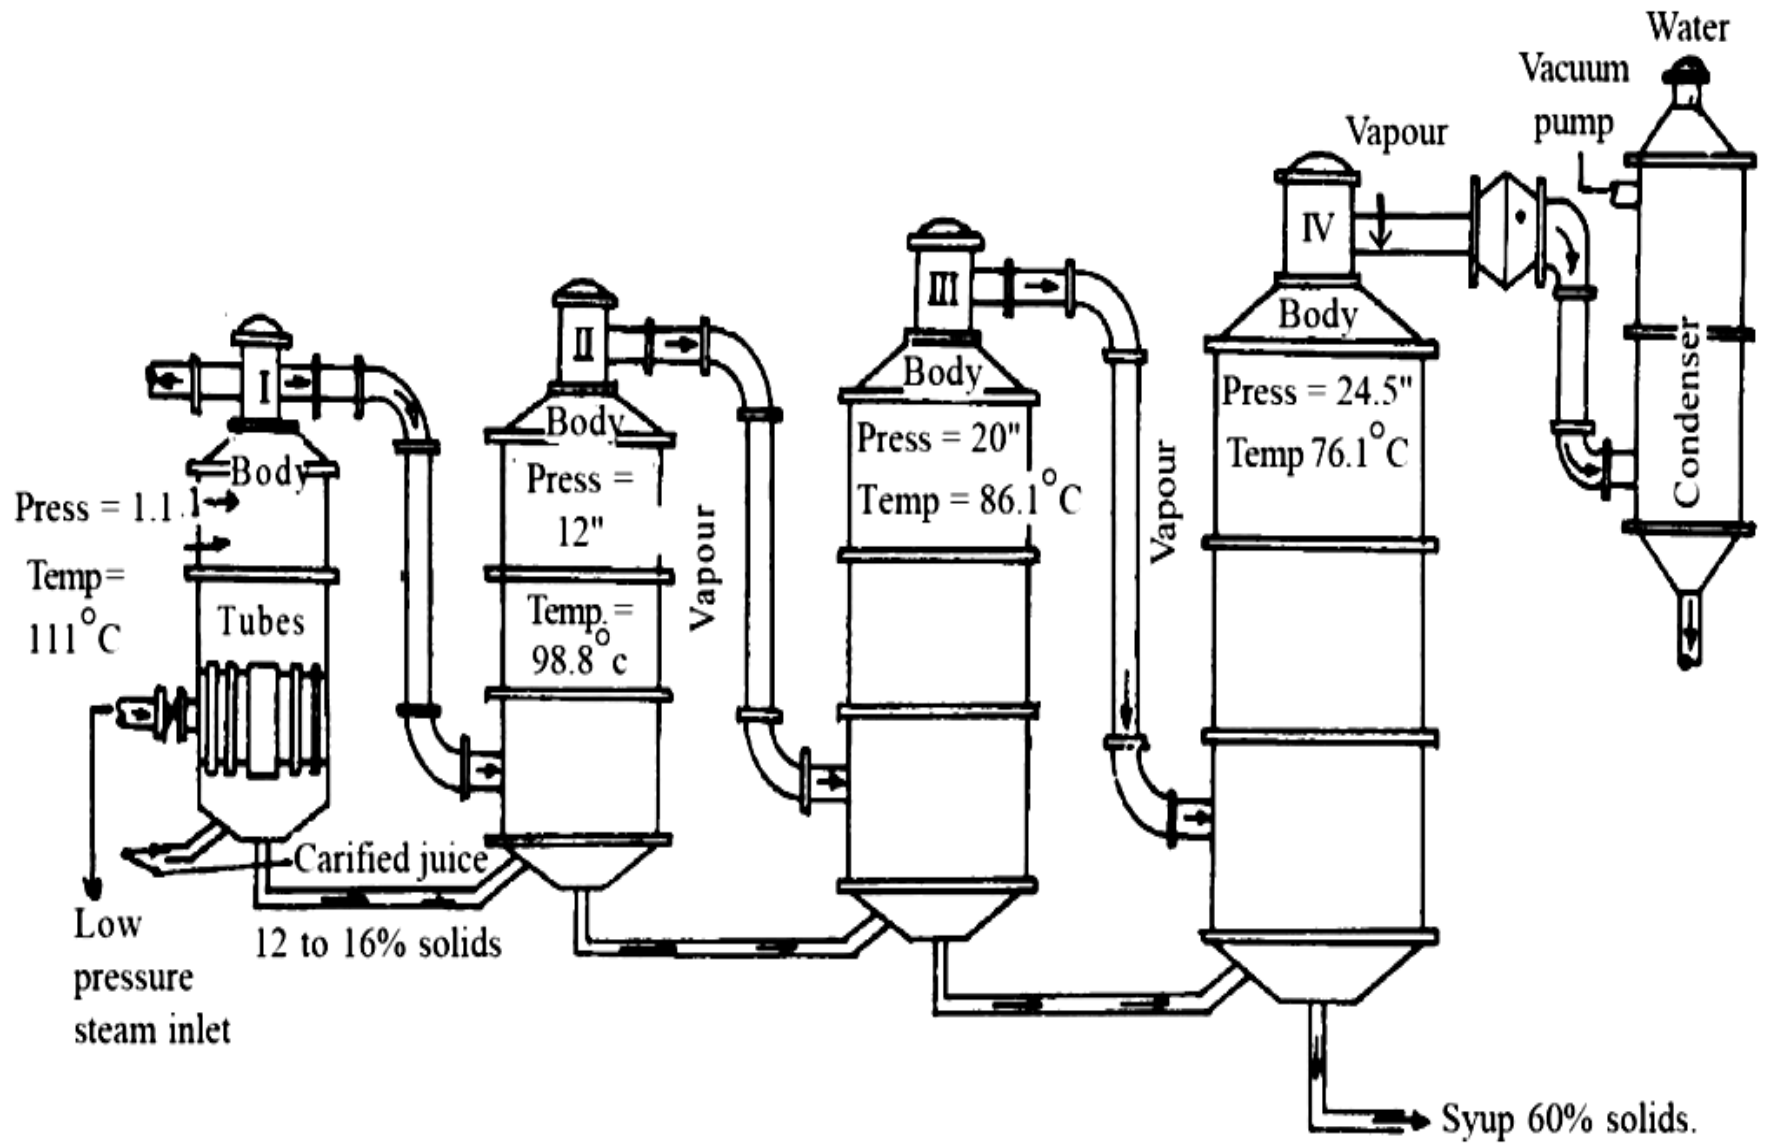 Water
Vacuum
pump
Vapour
IV
Body
Press = 24.5"
Temp 76.1°C
Condenser
III
Body
Press = 20"
Temp = 86.1°C
Vapour
II
Body
Press =
12"
Temp. =
98.8°c
Vapour
I
Body
Press = 1.1.1
Temp=
111°C
Tubes
Carified juice
Low
pressure
steam inlet
12 to 16% solids
Syup 60% solids.